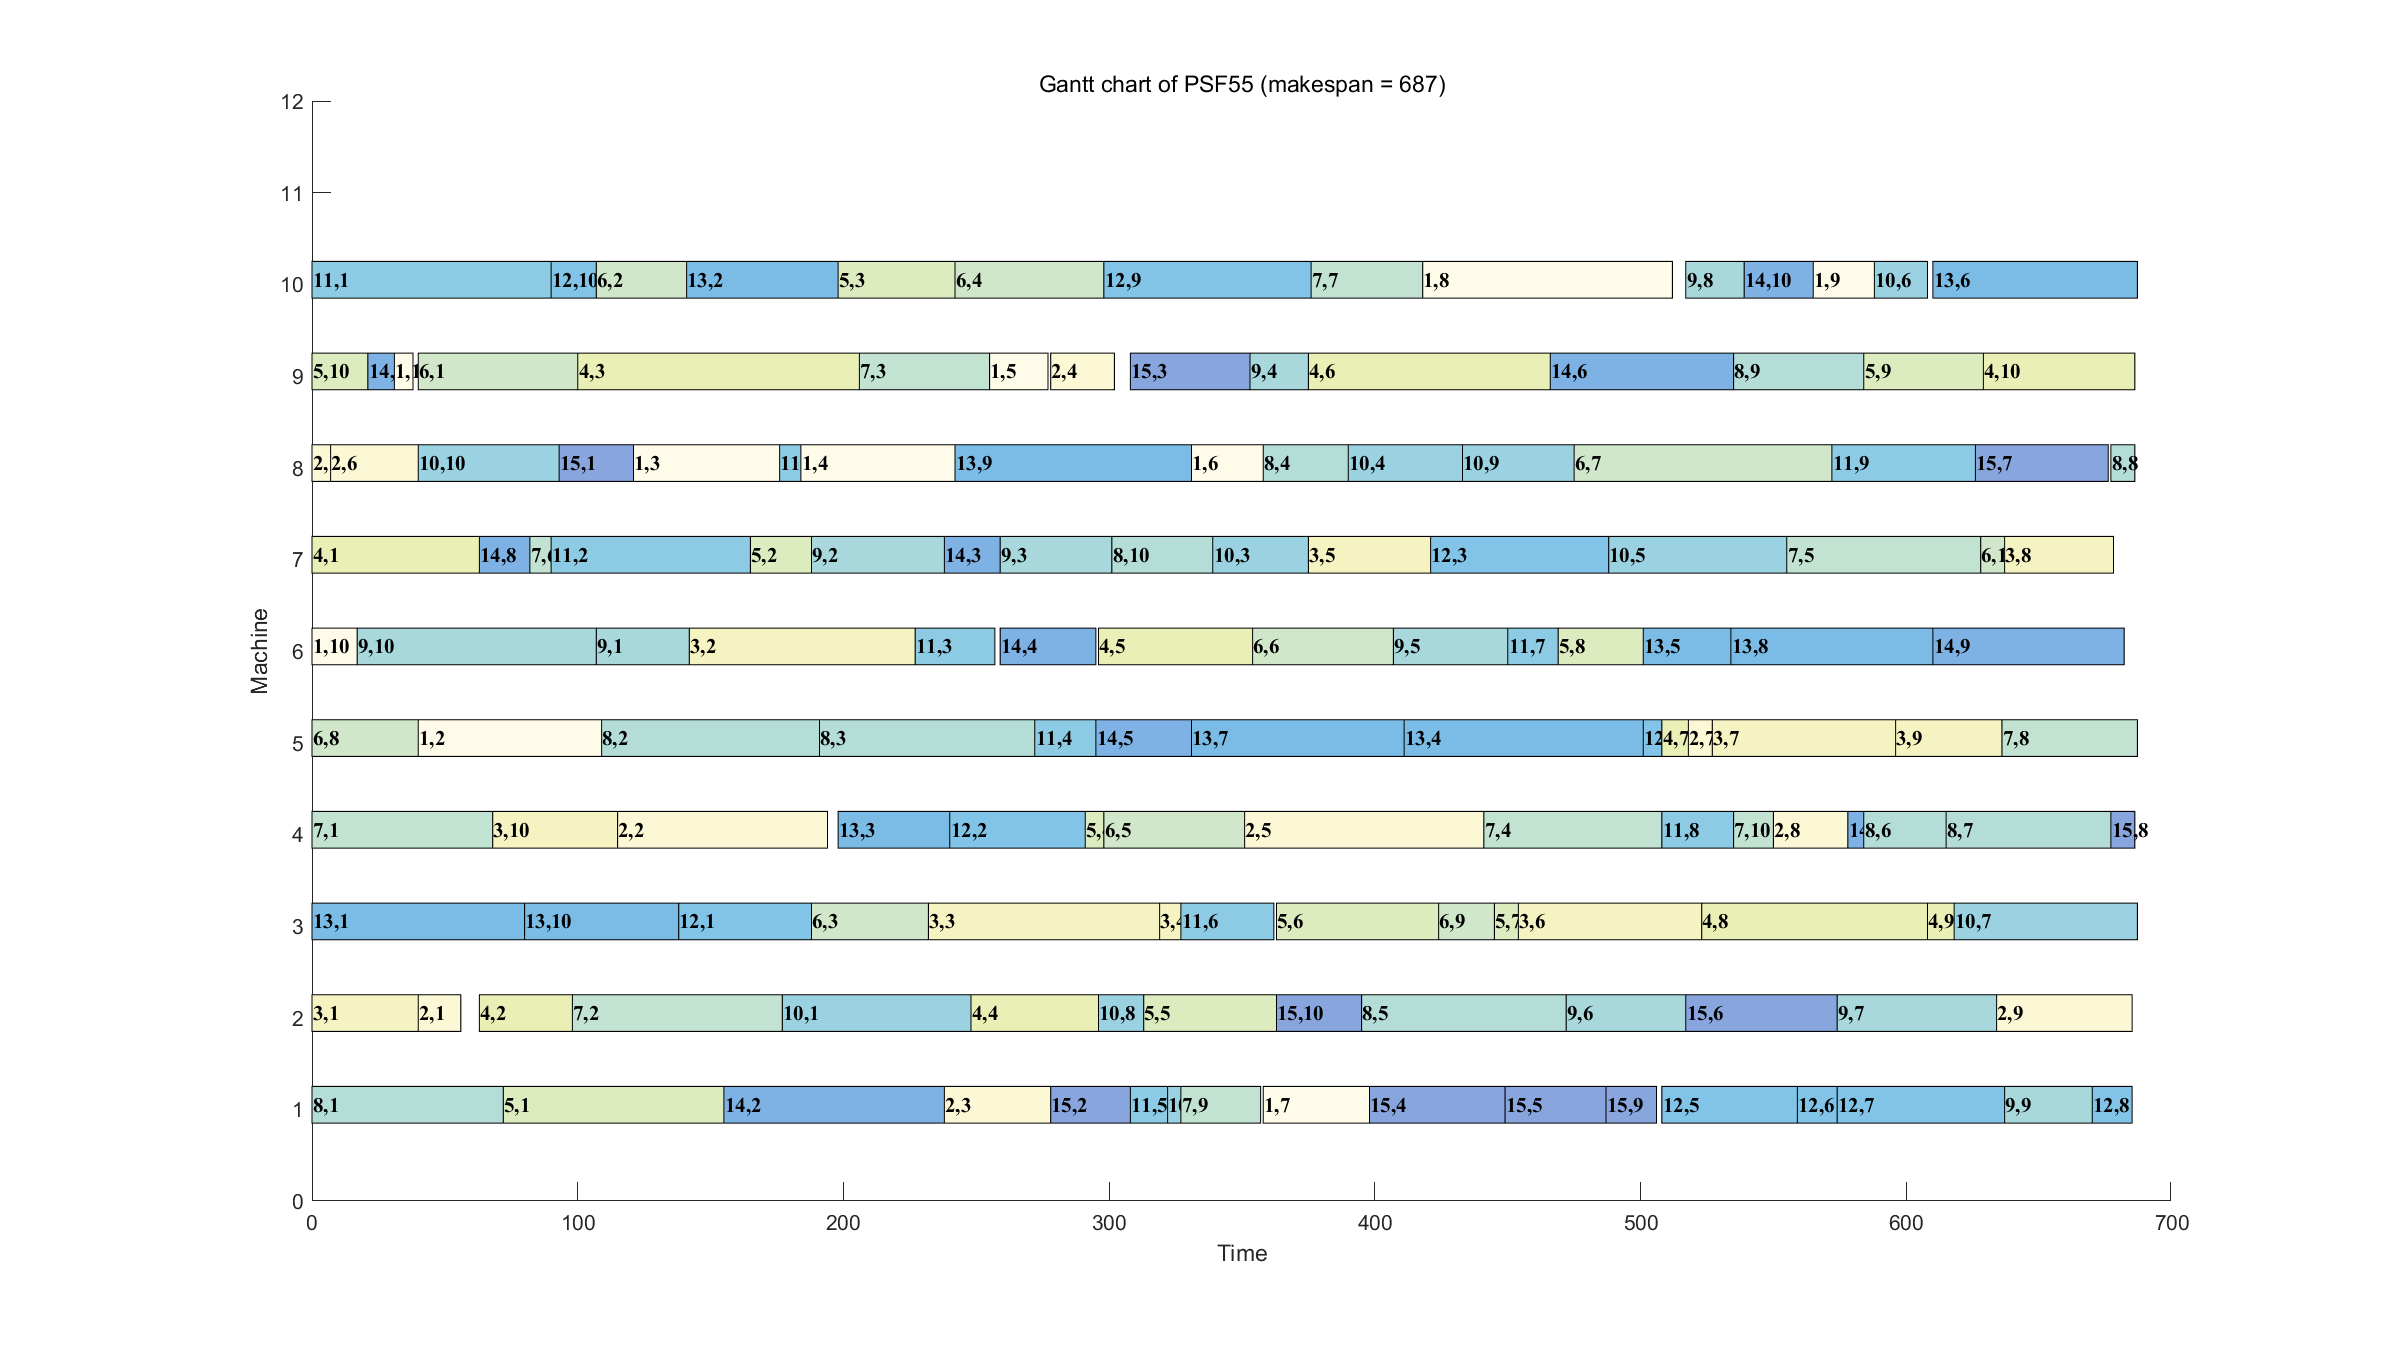 Gantt chart of PSF55 (makespan = 687)
12
11
10 11,1 12,10 6,2 13,2 5,3 6,4 12,9 7,7 1,8 9,8 14,10 1,9 10,6 13,6
9 5,10 6,1 4,3 7,3 1,5 2,4 15,3 9,4 4,6 14,6 8,9 5,9 4,10
8 2,6 10,10 15,1 1,3 1,4 13,9 1,6 8,4 10,4 10,9 6,7 11,9 15,7 8,8
7 4,1 14,8 11,2 5,2 9,2 14,3 9,3 8,10 10,3 3,5 12,3 10,5 7,5 3,8
Machine
6 1,10 9,10 9,1 3,2 11,3 14,4 4,5 6,6 9,5 11,7 5,8 13,5 13,8 14,9
5 6,8 1,2 8,2 8,3 11,4 14,5 13,7 13,4 4,7 2,7 3,7 3,9 7,8
4 7,1 3,10 2,2 13,3 12,2 6,5 2,5 7,4 11,8 7,10 2,8 8,6 8,7 15,8
3 13,1 13,10 12,1 6,3 3,3 3,4 11,6 5,6 6,9 5,7 3,6 4,8 4,9 10,7
2 3,1 2,1 4,2 7,2 10,1 4,4 10,8 5,5 15,10 8,5 9,6 15,6 9,7 2,9
1 8,1 5,1 14,2 2,3 15,2 11,5 7,9 1,7 15,4 15,5 15,9 12,5 12,6 12,7 9,9 12,8
0
0 100 200 300 400 500 600 700
Time